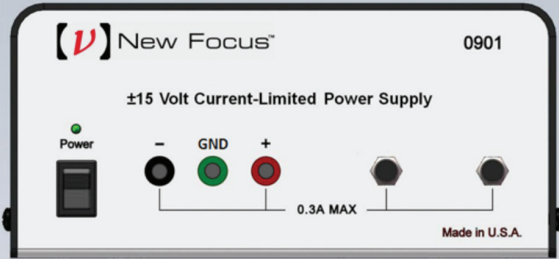 (ν) New Focus™
0901
±15 Volt Current-Limited Power Supply
Power
− GND +
0.3A MAX
Made in U.S.A.